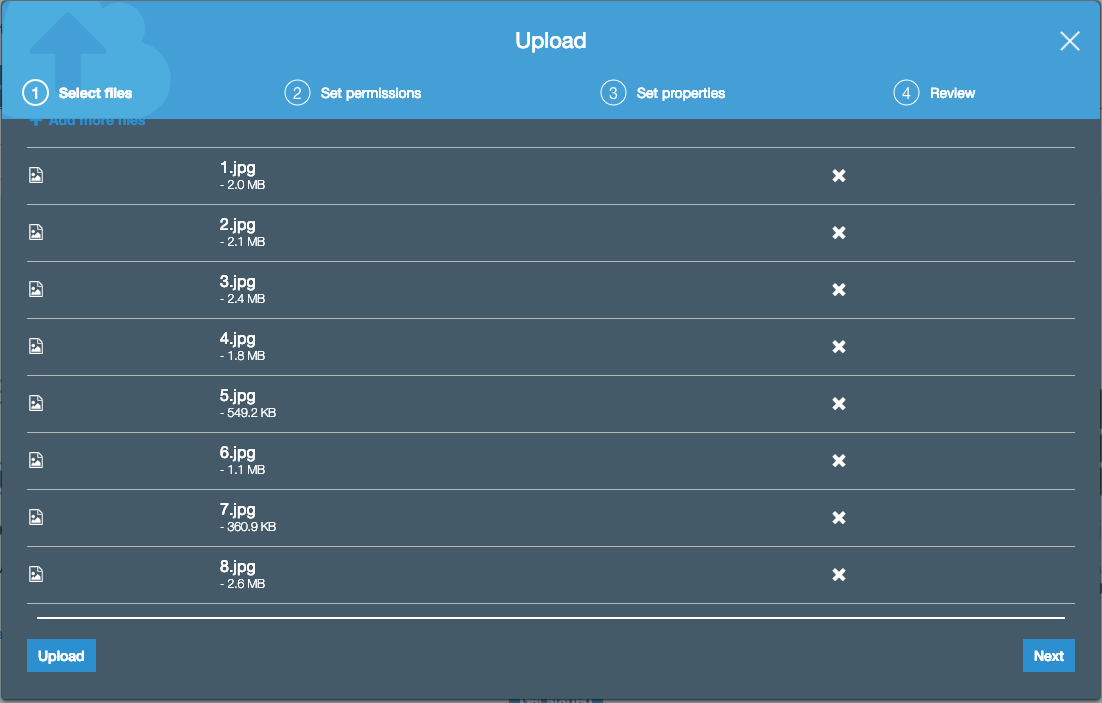 Upload
1 Select files
2 Set permissions
3 Set properties
4 Review
Add more files
1.jpg
- 2.0 MB
2.jpg
- 2.1 MB
3.jpg
- 2.4 MB
4.jpg
- 1.8 MB
5.jpg
- 549.2 KB
6.jpg
- 1.1 MB
7.jpg
- 360.9 KB
8.jpg
- 2.6 MB
Upload
Next